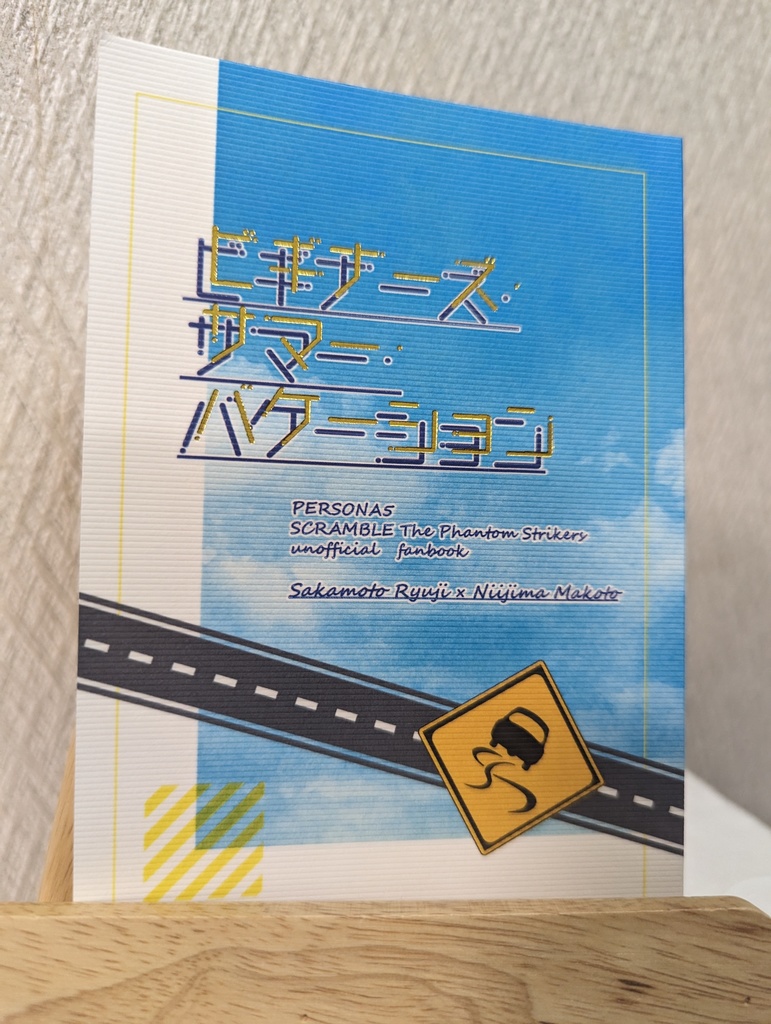 ビギナーズ・
サマー・
バケーション
PERSONA5
SCRAMBLE The Phantom Strikers
unofficial fanbook
Sakamoto Ryuji x Niijima Makoto